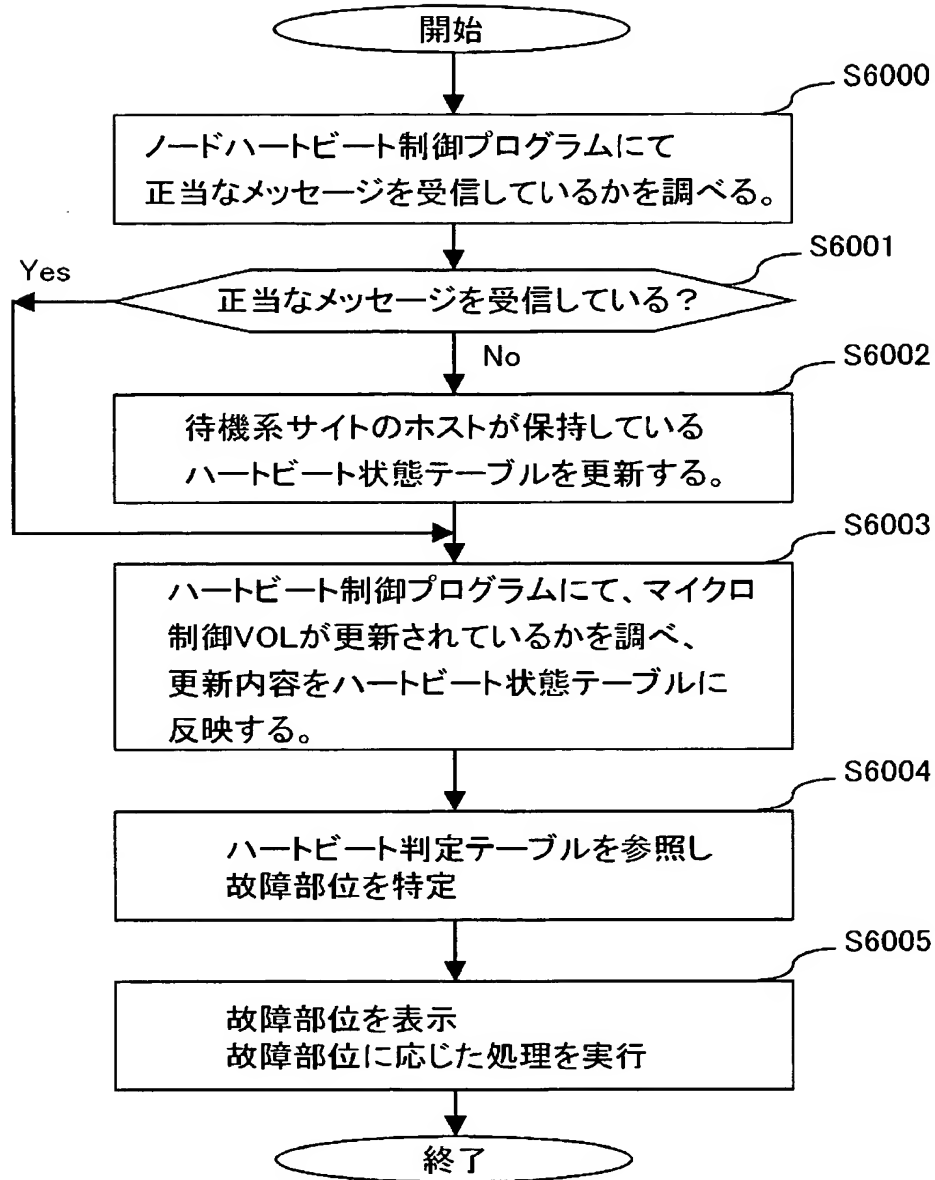 開始
S6000
ノードハートビート制御プログラムにて
正当なメッセージを受信しているかを調べる。
S6001
Yes
正当なメッセージを受信している？
No
S6002
待機系サイトのホストが保持している
ハートビート状態テーブルを更新する。
S6003
ハートビート制御プログラムにて、マイクロ
制御VOLが更新されているかを調べ、
更新内容をハートビート状態テーブルに
反映する。
S6004
ハートビート判定テーブルを参照し
故障部位を特定
S6005
故障部位を表示
故障部位に応じた処理を実行
終了